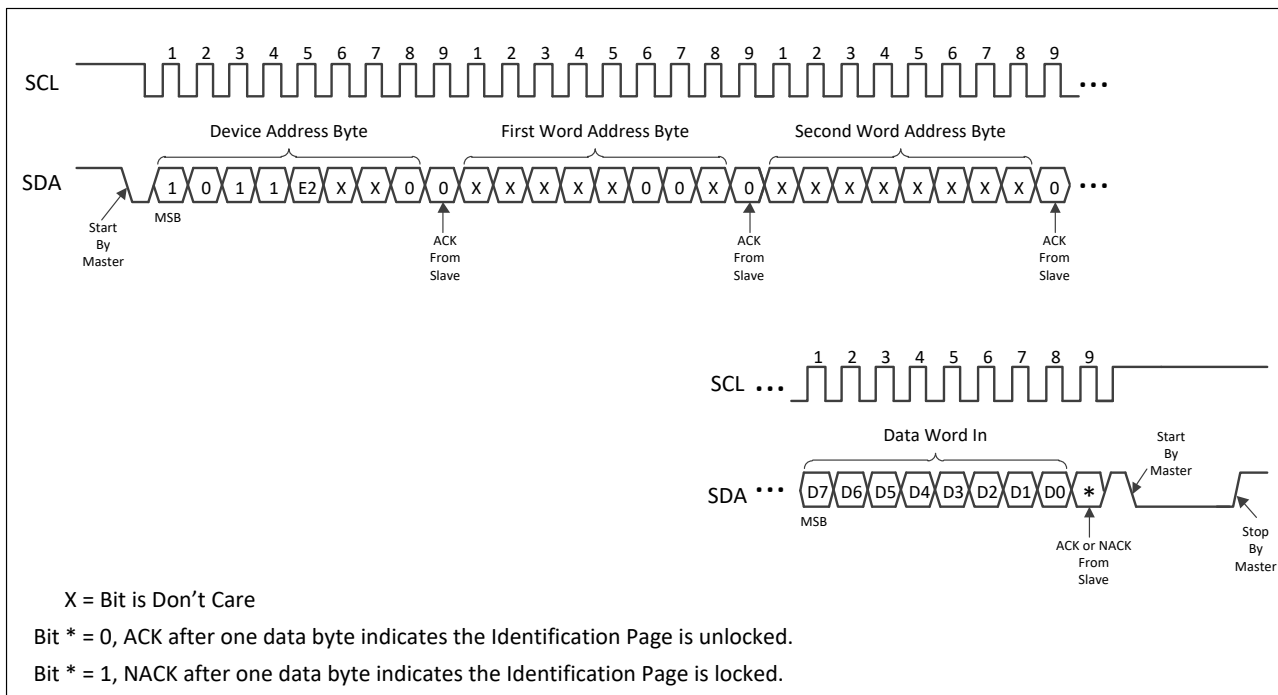 1 2 3 4 5 6 7 8 9 1 2 3 4 5 6 7 8 9 1 2 3 4 5 6 7 8 9
SCL
Device Address Byte First Word Address Byte Second Word Address Byte
SDA 1 0 1 1 E2 X X 0 0 X X X X X 0 0 X 0 X X X X X X X X 0
MSB
Start
By
Master
ACK
From
Slave
ACK
From
Slave
ACK
From
Slave
1 2 3 4 5 6 7 8 9
SCL
Data Word In
Start
By
Master
SDA D7 D6 D5 D4 D3 D2 D1 D0 *
MSB
ACK or NACK
From
Slave
Stop
By
Master
X = Bit is Don’t Care
Bit * = 0, ACK after one data byte indicates the Identification Page is unlocked.
Bit * = 1, NACK after one data byte indicates the Identification Page is locked.